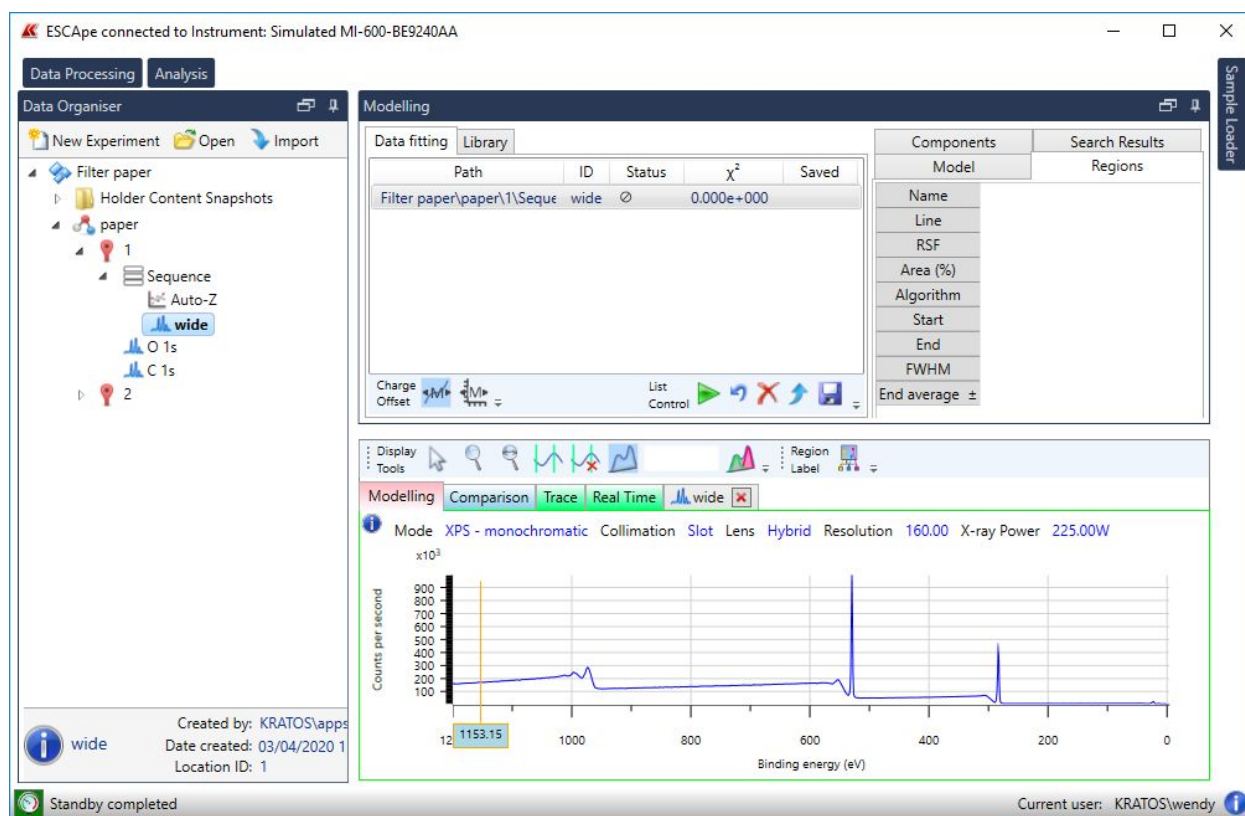 ESCApe connected to Instrument: Simulated MI-600-BE9240AA
Data Processing Analysis
Sample Loader
Data Organiser
New Experiment Open Import
Filter paper
Holder Content Snapshots
paper
1
Sequence
Auto-Z
wide
O 1s
C 1s
2
wide
Created by: KRATOS\apps
Date created: 03/04/2020 1
Location ID: 1
Modelling
Data fitting Library
Path ID Status χ² Saved
Filter paper\paper\1\Seque wide 0.000e+000
Charge Offset
List Control
Components Search Results
Model Regions
Name
Line
RSF
Area (%)
Algorithm
Start
End
FWHM
End average ±
Display Tools
Region Label
Modelling Comparison Trace Real Time wide
Mode XPS - monochromatic Collimation Slot Lens Hybrid Resolution 160.00 X-ray Power 225.00W
x10³
Counts per second
900
800
700
600
500
400
300
200
100
12 1153.15 1000 800 600 400 200 0
Binding energy (eV)
Standby completed
Current user: KRATOS\wendy